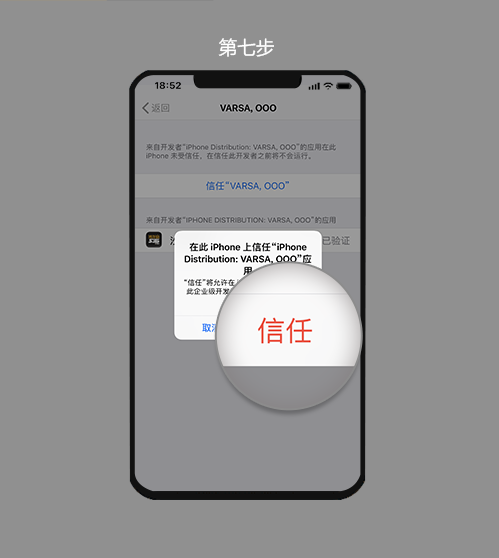 第七步
18:52
返回
VARSA, OOO
来自开发者“iPhone Distribution: VARSA, OOO”的应用在此
iPhone 未受信任。在信任此开发者之前将不会运行。
信任“VARSA, OOO”
来自开发者“IPHONE DISTRIBUTION: VARSA, OOO”的应用
已验证
在此 iPhone 上信任“iPhone
Distribution: VARSA, OOO”应
用
“信任”将允许在
此企业级开发
取消
信任